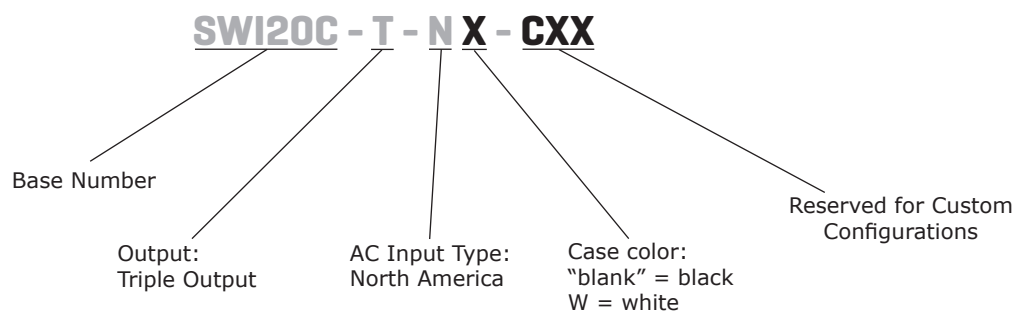 SWI20C - T - N X - CXX
Base Number
Output:
Triple Output
AC Input Type:
North America
Case color:
“blank” = black
W = white
Reserved for Custom
Configurations